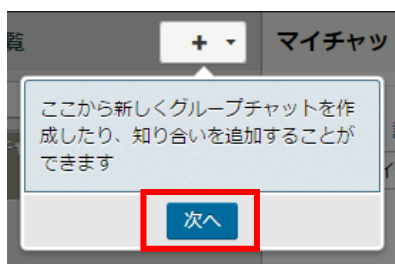 覧
+
マイチャッ
ここから新しくグループチャットを作
成したり、知り合いを追加することが
できます
次へ